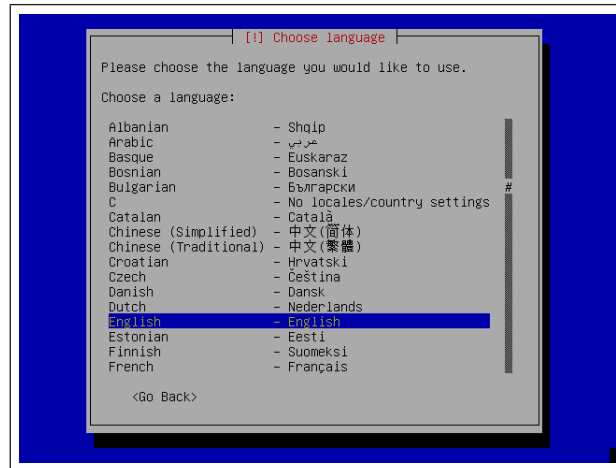 [!] Choose language
Please choose the language you would like to use.
Choose a language:
Albanian - Shqip
Arabic - عربي
Basque - Euskaraz
Bosnian - Bosanski
Bulgarian - Български
C - No locales/country settings
Catalan - Català
Chinese (Simplified) - 中文(简体)
Chinese (Traditional) - 中文(繁體)
Croatian - Hrvatski
Czech - Čeština
Danish - Dansk
Dutch - Nederlands
English - English
Estonian - Eesti
Finnish - Suomeksi
French - Français
<Go Back>